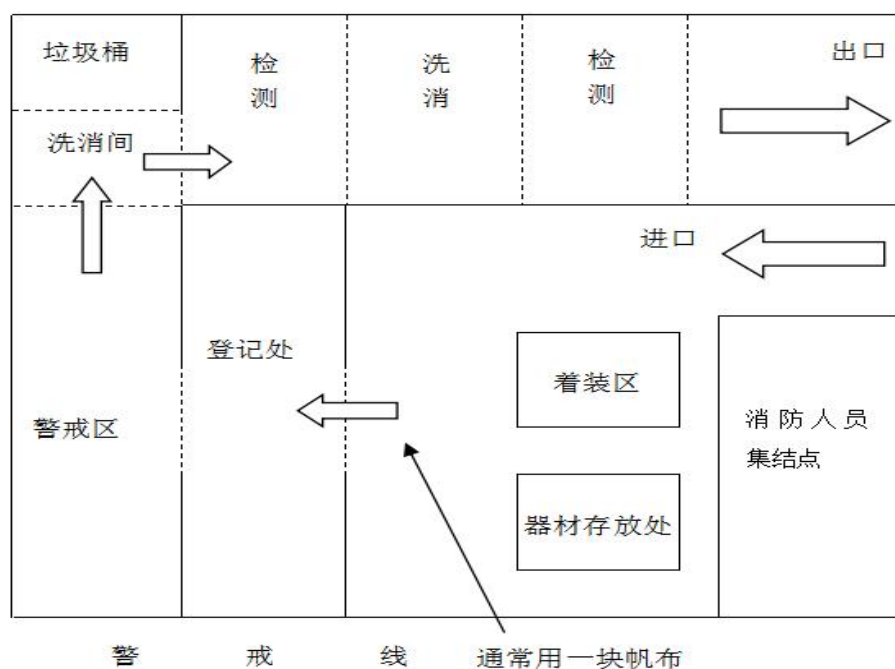 垃圾桶
检测
洗消
检测
出口
洗消间
进口
登记处
着装区
警戒区
消防人员
集结点
器材存放处
警戒线
通常用一块帆布